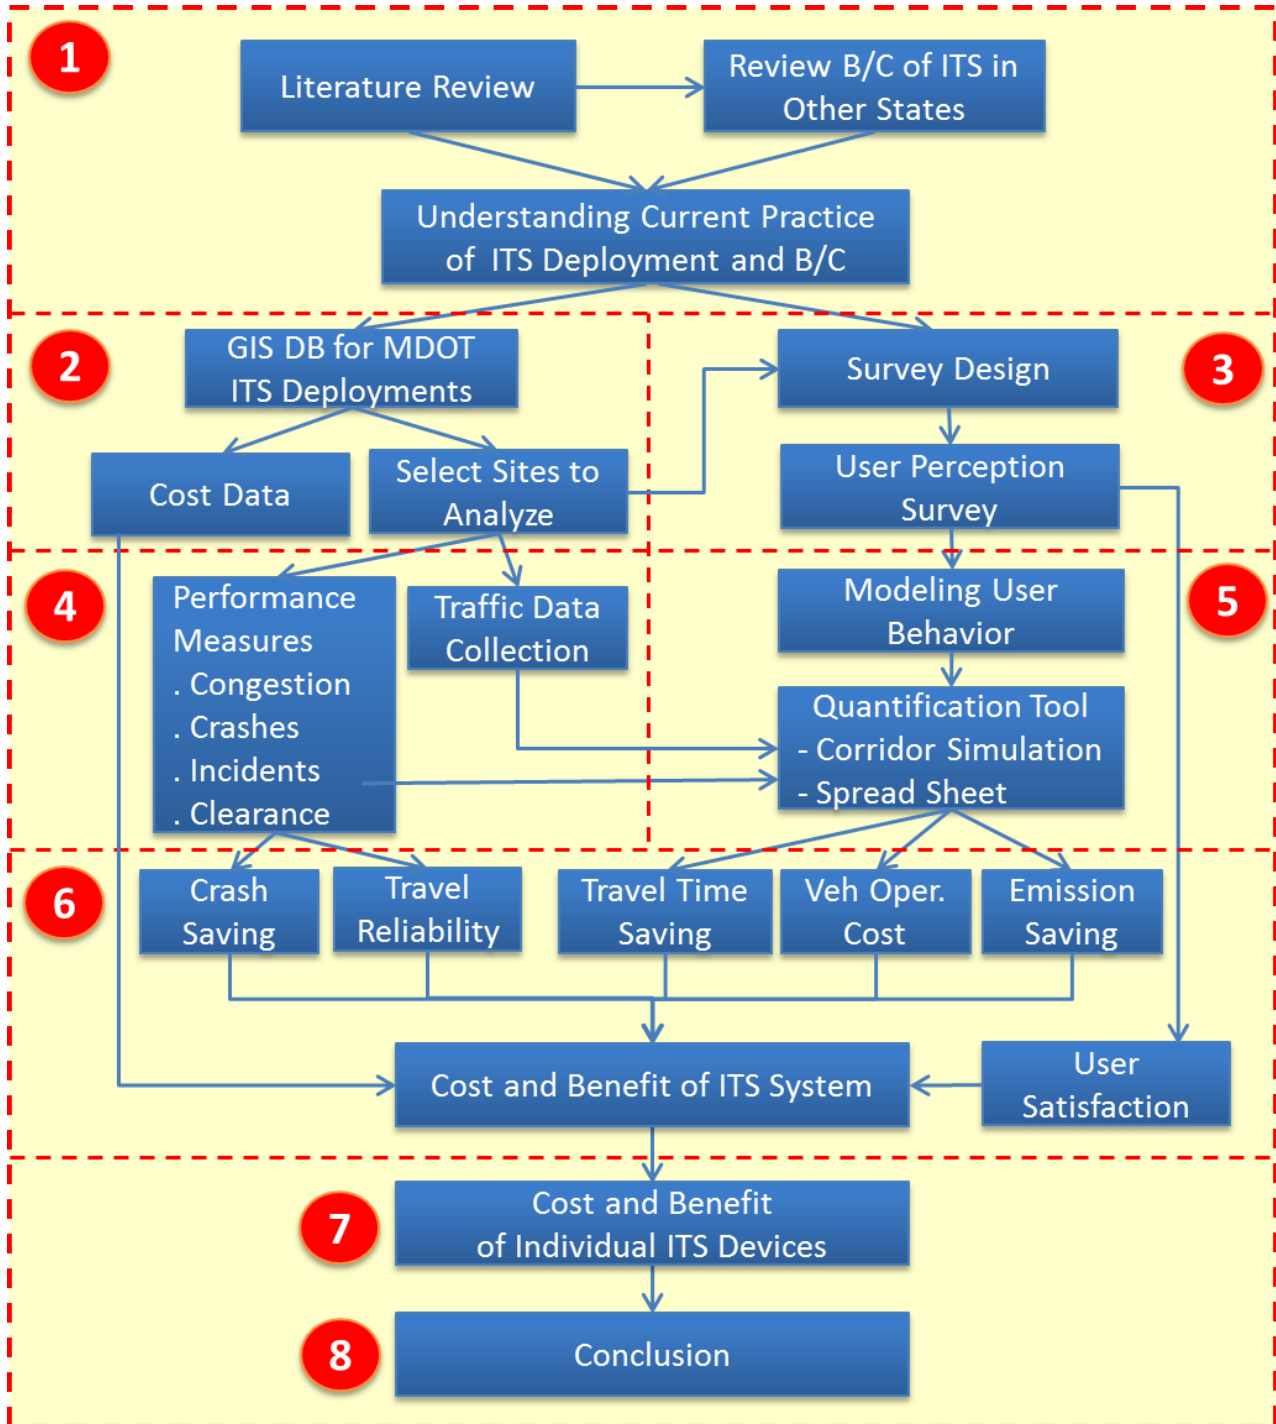 1
Literature Review
Review B/C of ITS in
Other States
Understanding Current Practice
of ITS Deployment and B/C
2
GIS DB for MDOT
ITS Deployments
Survey Design
3
Cost Data
Select Sites to
Analyze
User Perception
Survey
4
Performance
Measures
. Congestion
. Crashes
. Incidents
. Clearance
Traffic Data
Collection
Modeling User
Behavior
5
Quantification Tool
- Corridor Simulation
- Spread Sheet
6
Crash
Saving
Travel
Reliability
Travel Time
Saving
Veh Oper.
Cost
Emission
Saving
Cost and Benefit of ITS System
User
Satisfaction
7
Cost and Benefit
of Individual ITS Devices
8
Conclusion